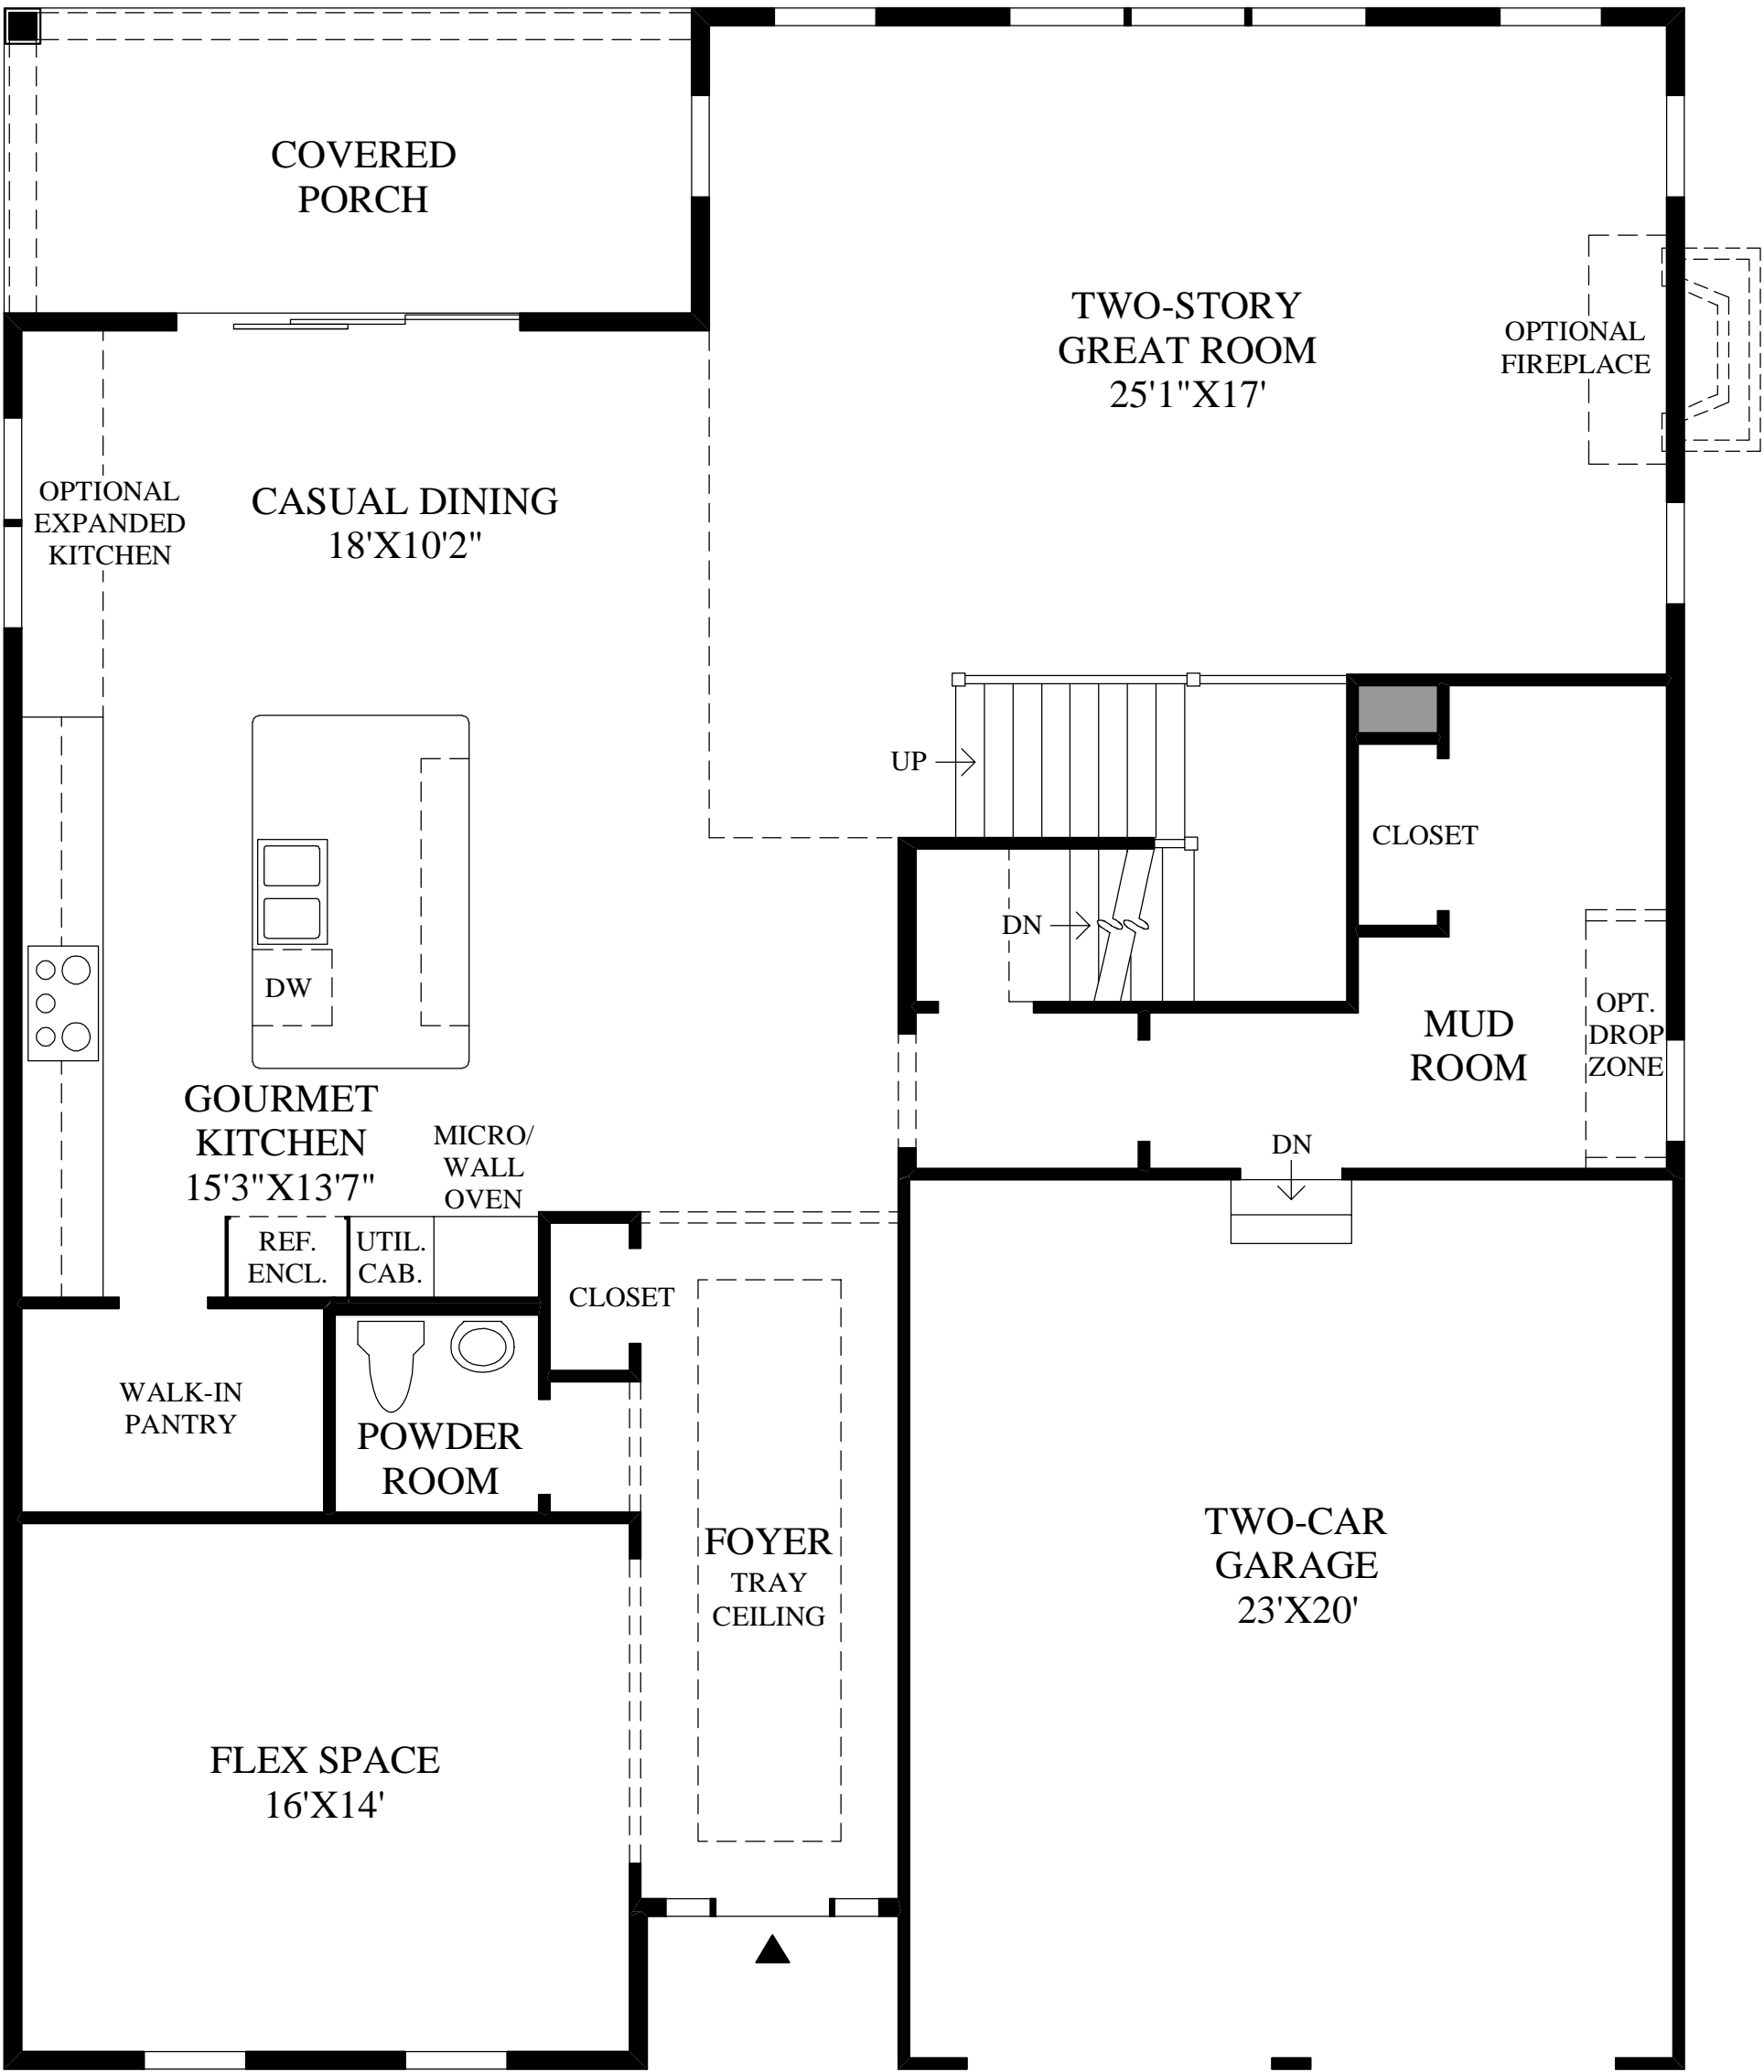 COVERED
PORCH
TWO-STORY
GREAT ROOM
25'1"X17'
OPTIONAL
FIREPLACE
OPTIONAL
EXPANDED
KITCHEN
CASUAL DINING
18'X10'2"
UP
CLOSET
DN
DW
MUD
ROOM
OPT.
DROP
ZONE
GOURMET
KITCHEN
15'3"X13'7"
MICRO/
WALL
OVEN
DN
REF.
ENCL.
UTIL.
CAB.
CLOSET
WALK-IN
PANTRY
POWDER
ROOM
FOYER
TRAY
CEILING
TWO-CAR
GARAGE
23'X20'
FLEX SPACE
16'X14'